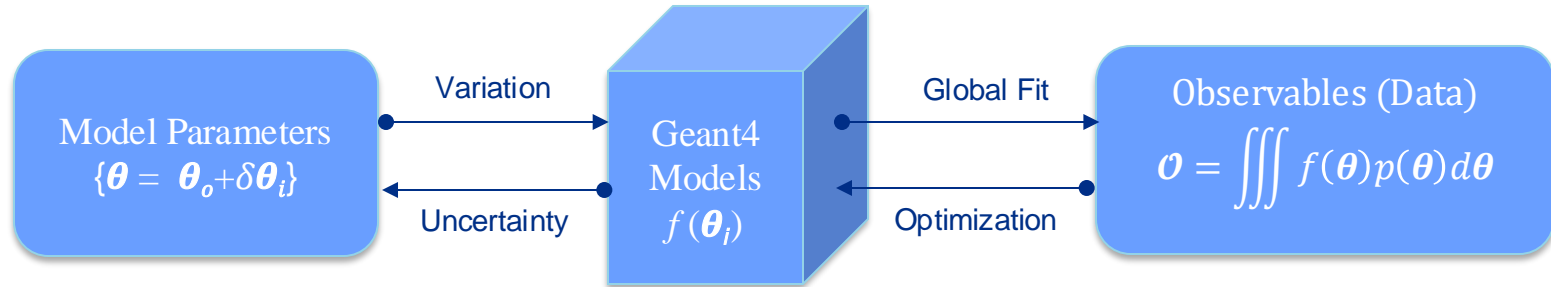 Model Parameters
{θ = θₒ+δθᵢ}
Variation
Uncertainty
Geant4
Models
f (θᵢ)
Global Fit
Optimization
Observables (Data)
𝓞 = ∭ f(θ)p(θ)dθ